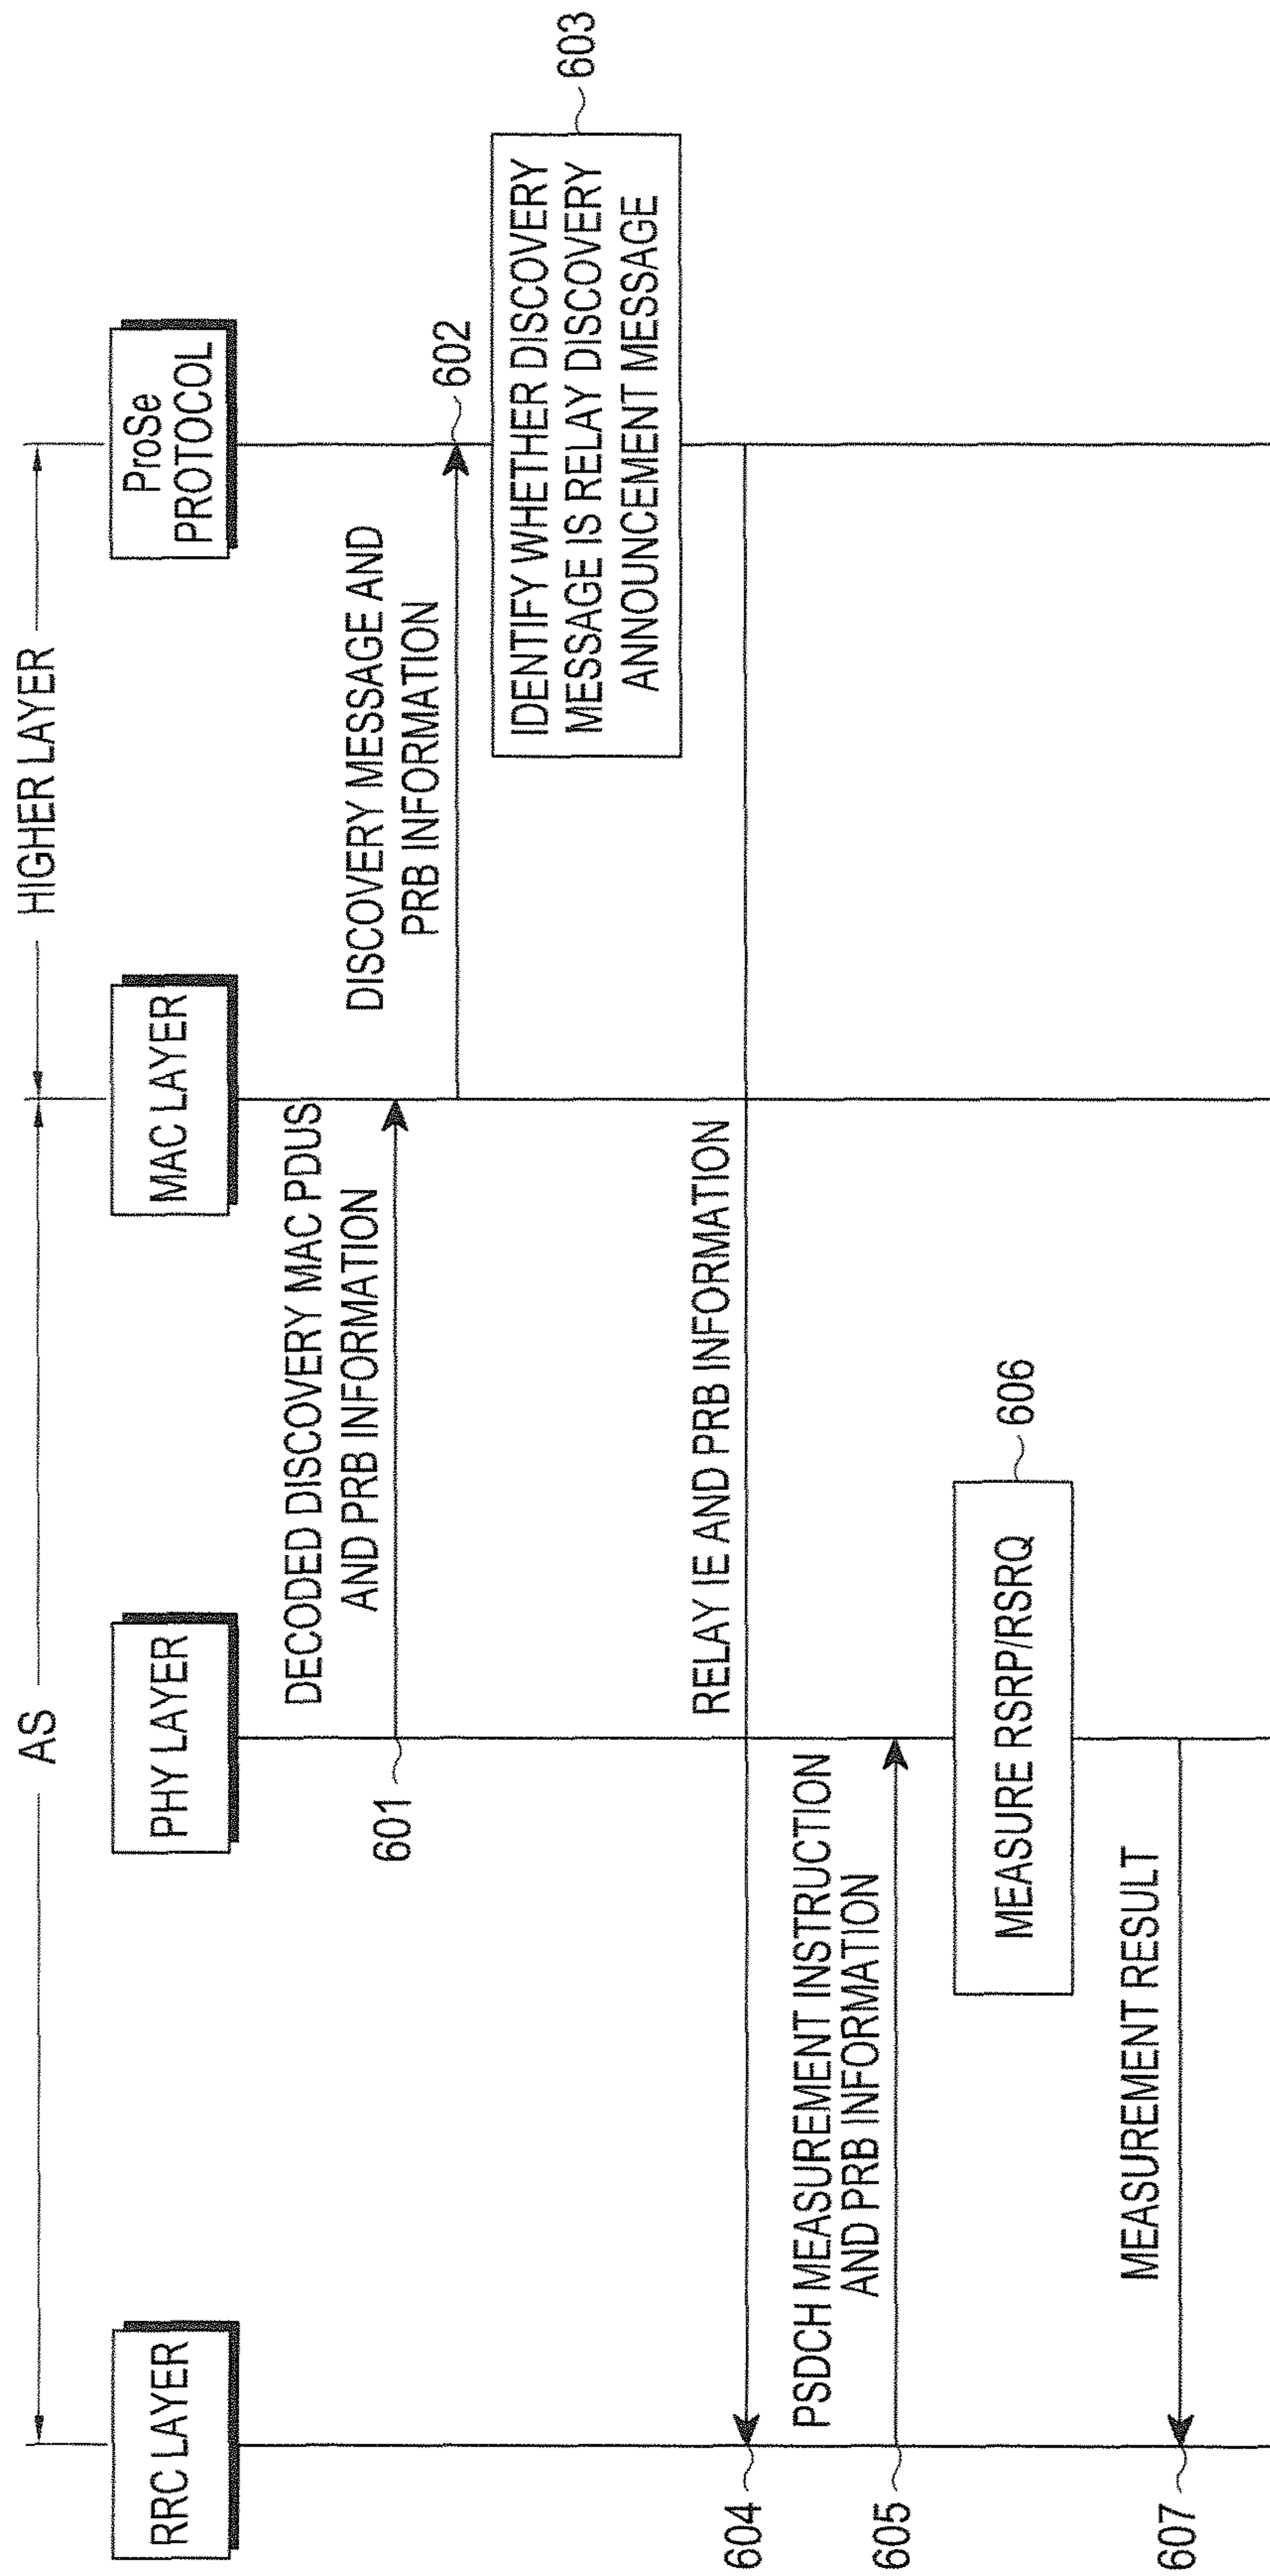 AS
HIGHER LAYER
RRC LAYER
PHY LAYER
MAC LAYER
ProSe
PROTOCOL
DECODED DISCOVERY MAC PDUS
AND PRB INFORMATION
601
DISCOVERY MESSAGE AND
PRB INFORMATION
602
IDENTIFY WHETHER DISCOVERY
MESSAGE IS RELAY DISCOVERY
ANNOUNCEMENT MESSAGE
603
RELAY IE AND PRB INFORMATION
604
PSDCH MEASUREMENT INSTRUCTION
AND PRB INFORMATION
605
MEASURE RSRP/RSRQ
606
MEASUREMENT RESULT
607